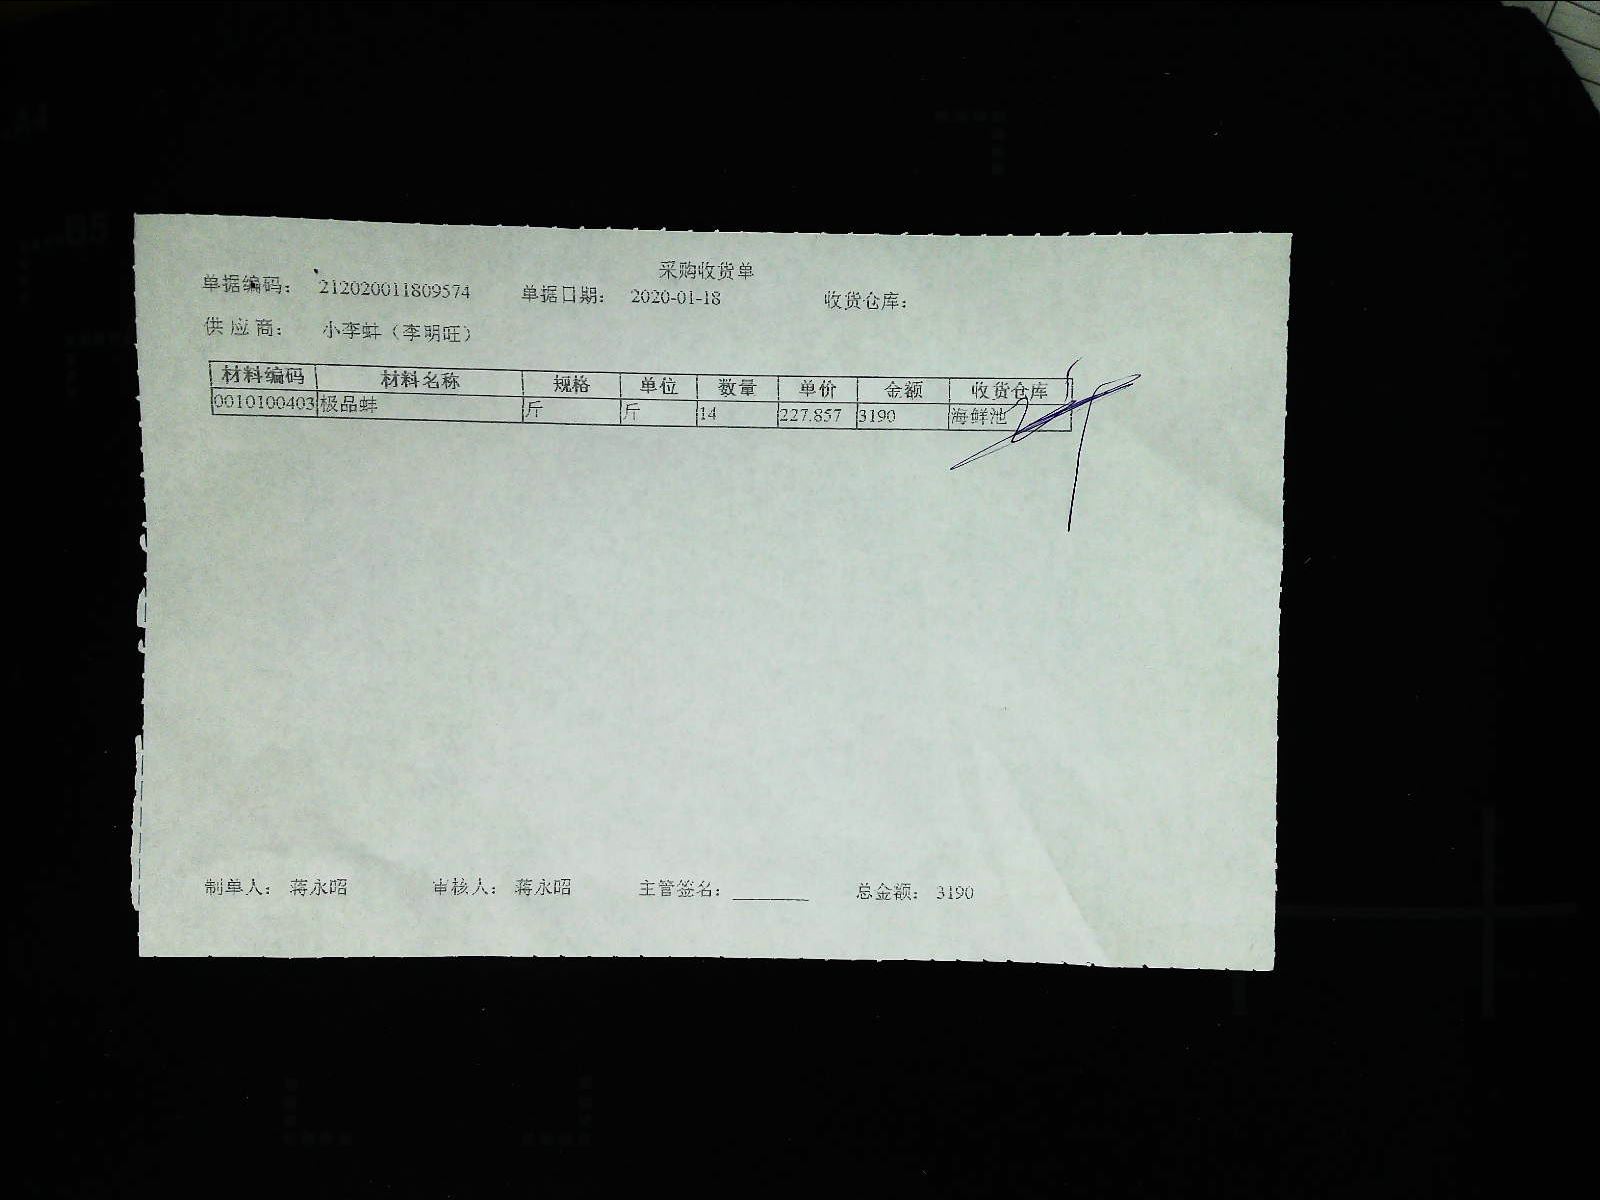 采购收货单
单据编码： 212020011809574 单据日期： 2020-01-18 收货仓库：
供应商： 小李蚌（李明旺）
材料编码 材料名称 规格 单位 数量 单价 金额 收货仓库
0010100403 极品蚌 斤 斤 14 227.857 3190 海鲜池
制单人： 蒋永昭 审核人： 蒋永昭 主管签名： 总金额： 3190